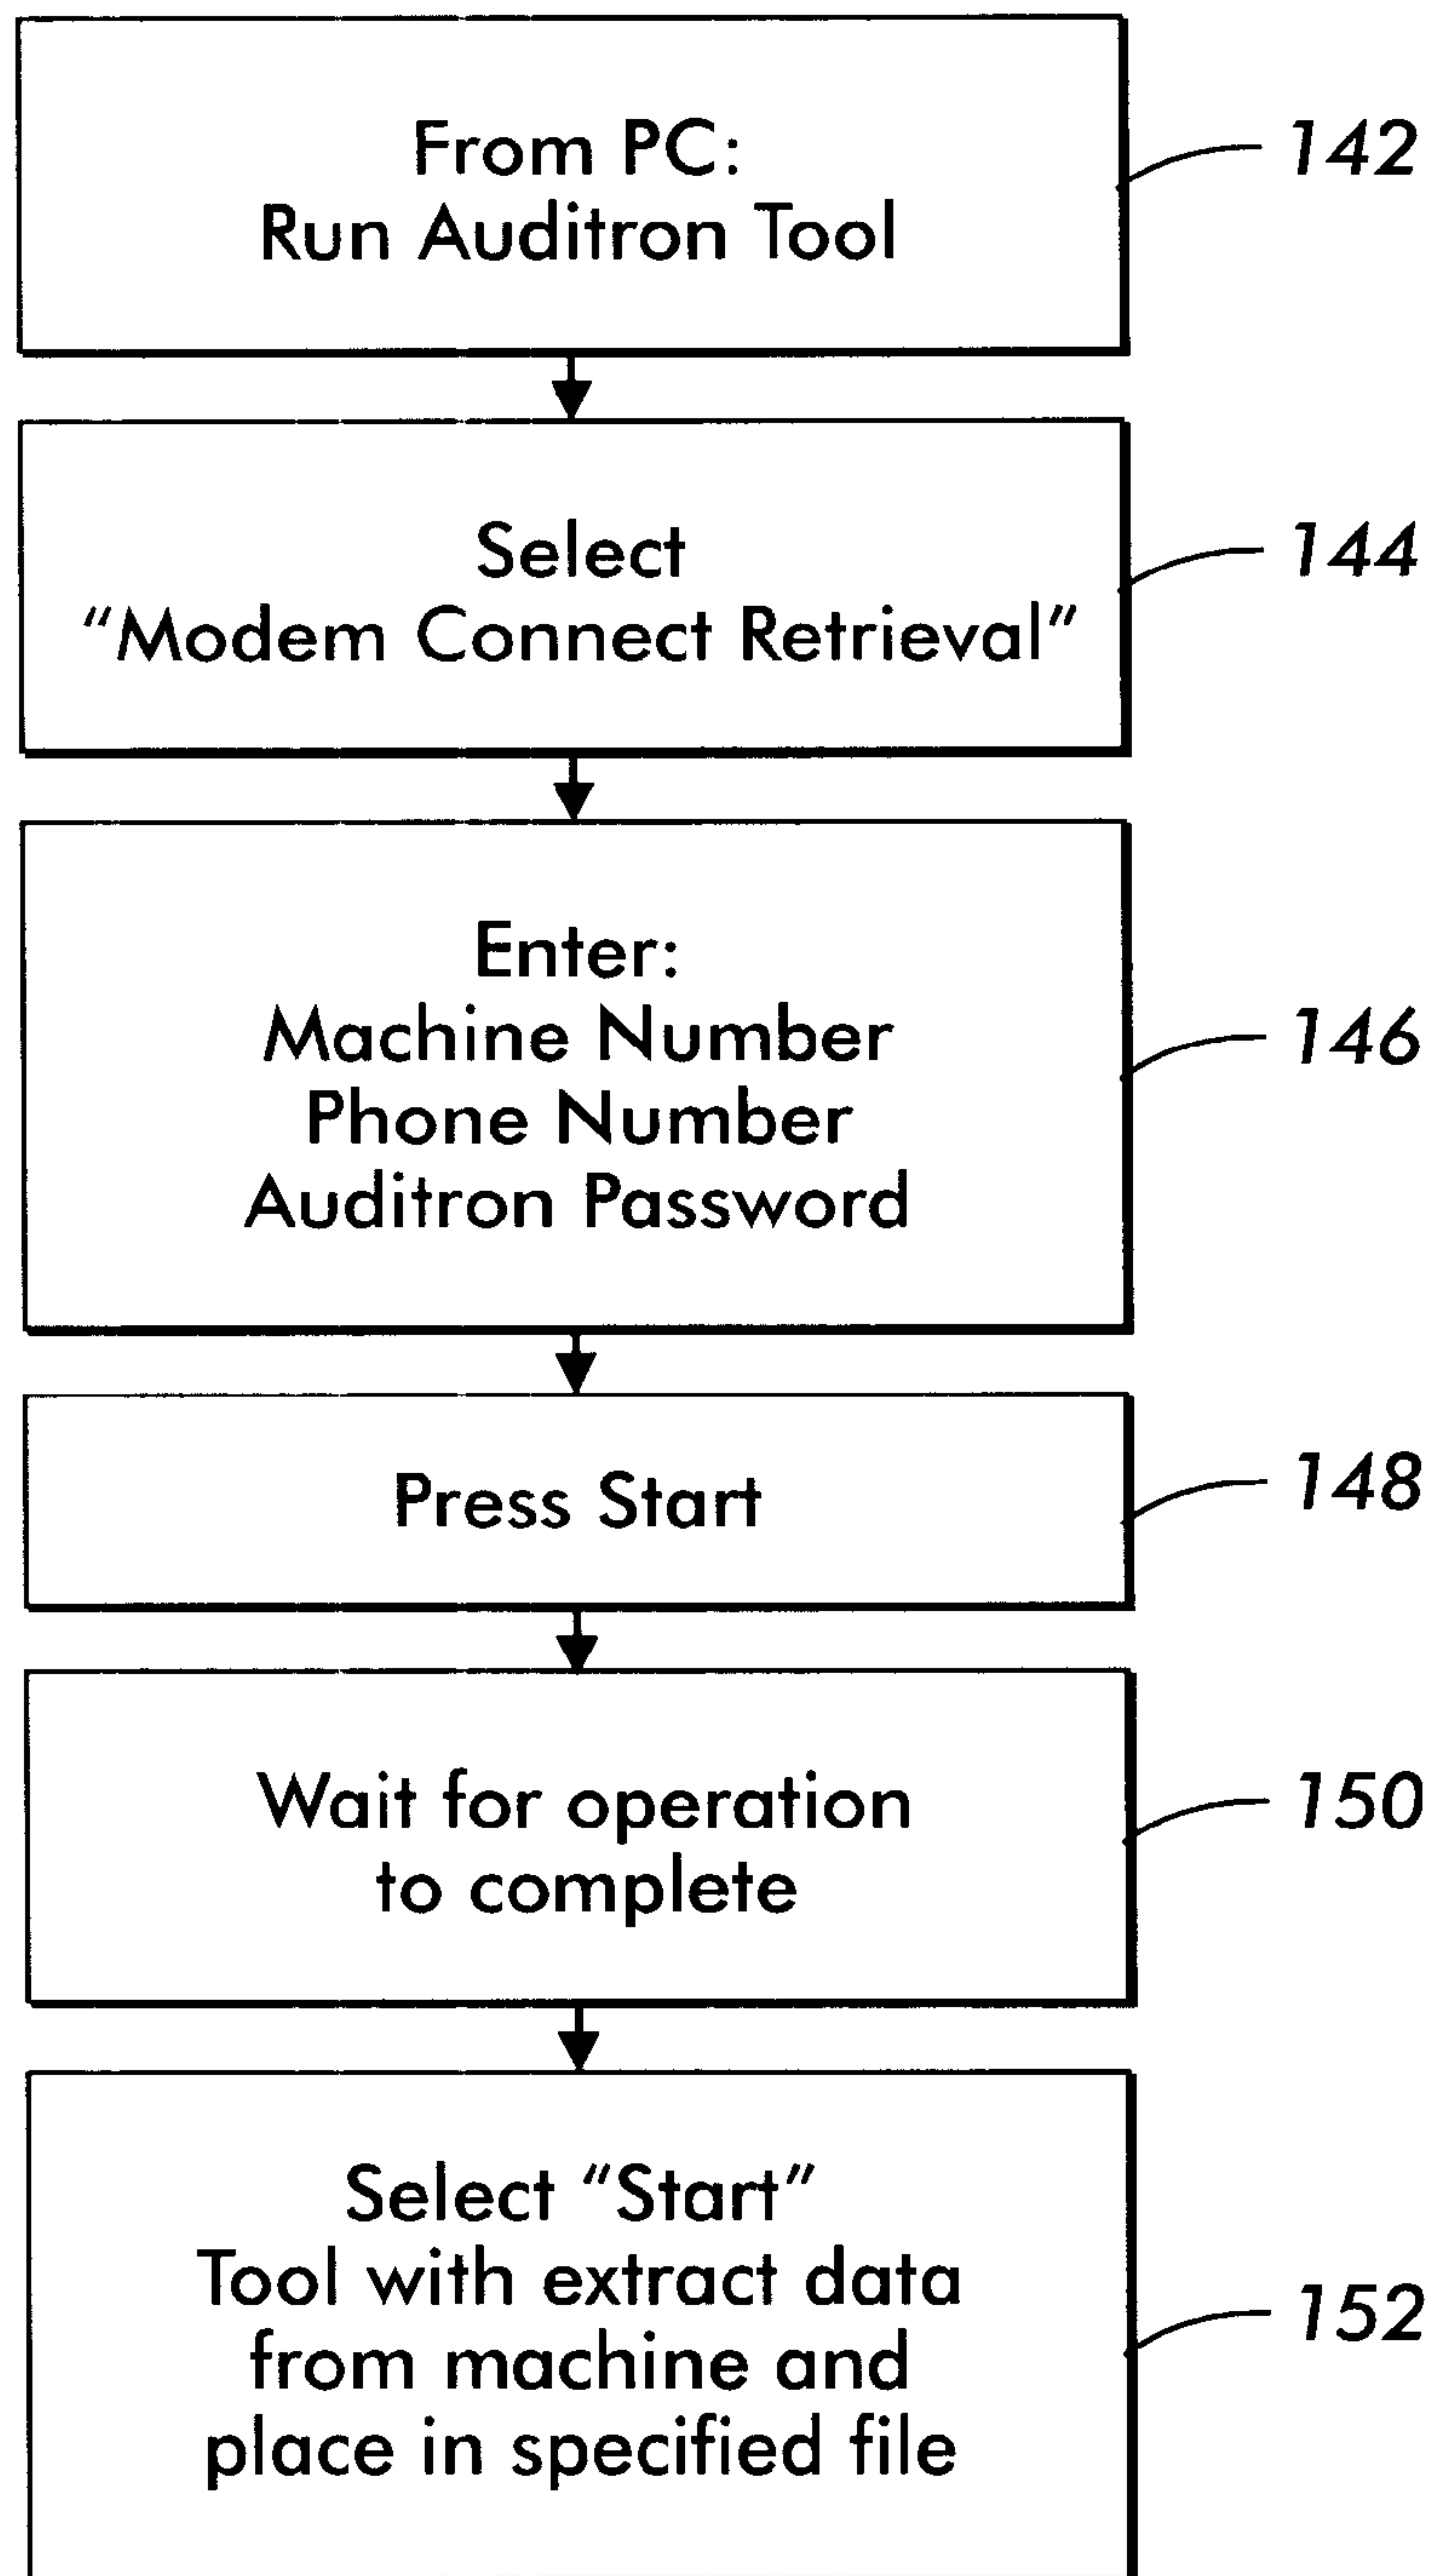 From PC:
Run Auditron Tool
142
Select
“Modem Connect Retrieval”
144
Enter:
Machine Number
Phone Number
Auditron Password
146
Press Start
148
Wait for operation
to complete
150
Select “Start”
Tool with extract data
from machine and
place in specified file
152